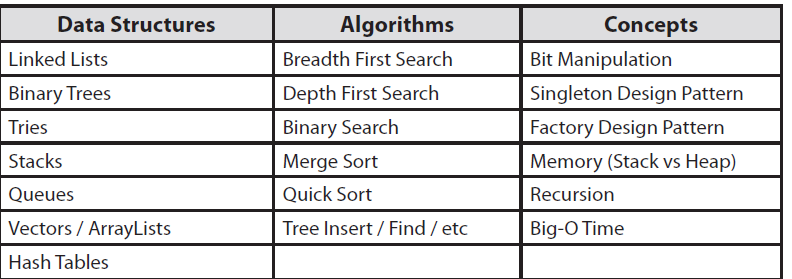 Data Structures Algorithms Concepts
Linked Lists Breadth First Search Bit Manipulation
Binary Trees Depth First Search Singleton Design Pattern
Tries Binary Search Factory Design Pattern
Stacks Merge Sort Memory (Stack vs Heap)
Queues Quick Sort Recursion
Vectors / ArrayLists Tree Insert / Find / etc Big-O Time
Hash Tables